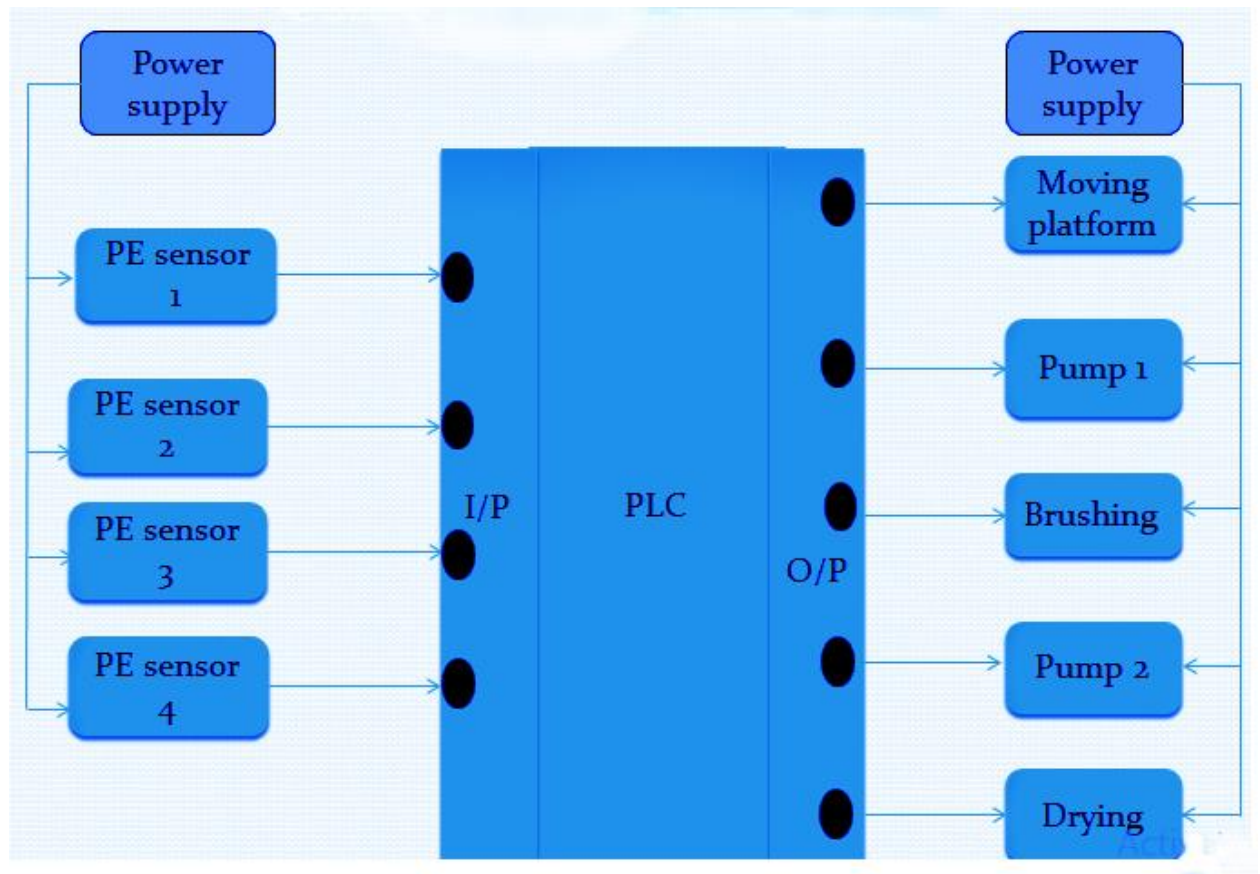 Power
supply
Power
supply
Moving
platform
PE sensor
1
Pump 1
PE sensor
2
I/P
PLC
Brushing
PE sensor
3
O/P
PE sensor
4
Pump 2
Drying